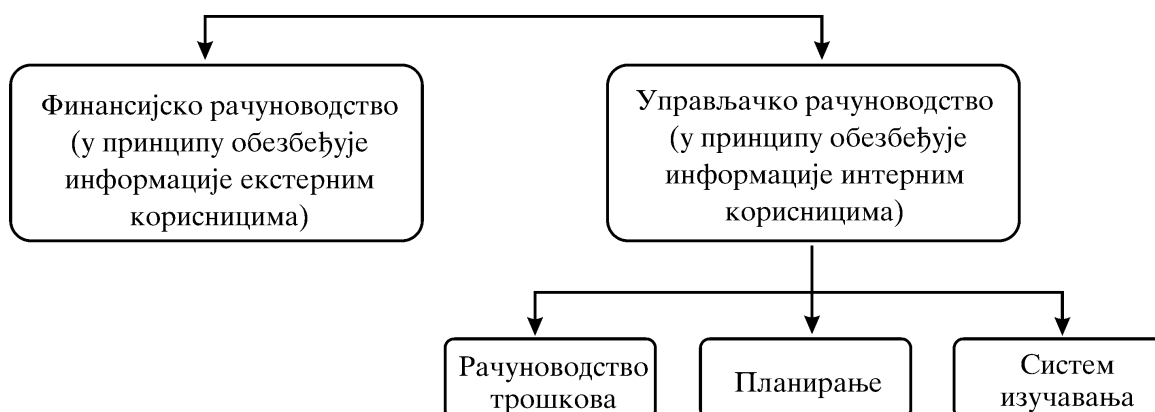 Финансијско рачуноводство
(у принципу обезбеђује
информације екстерним
корисницима)
Управљачко рачуноводство
(у принципу обезбеђује
информације интерним
корисницима)
Рачуноводство
трошкова
Планирање
Систем
изучавања